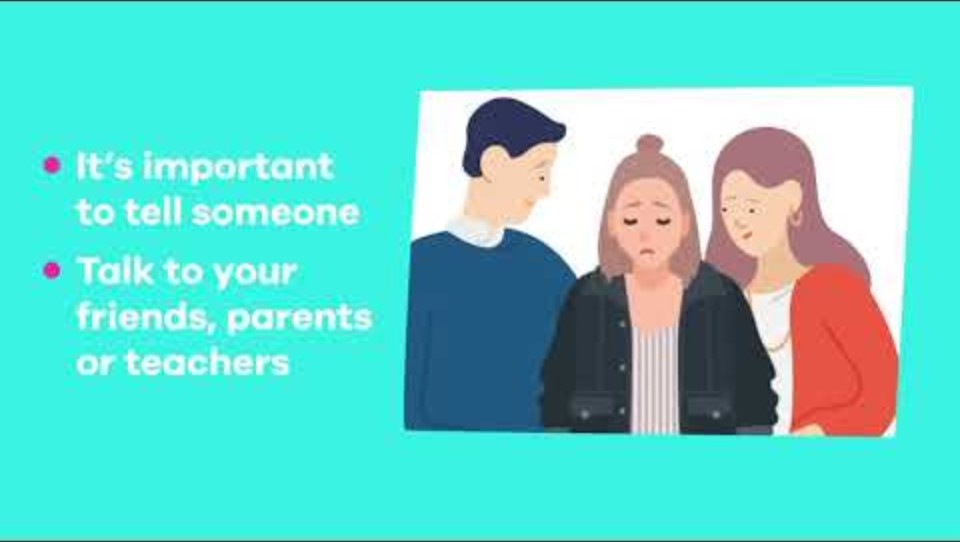 It's important
to tell someone
Talk to your
friends, parents
or teachers